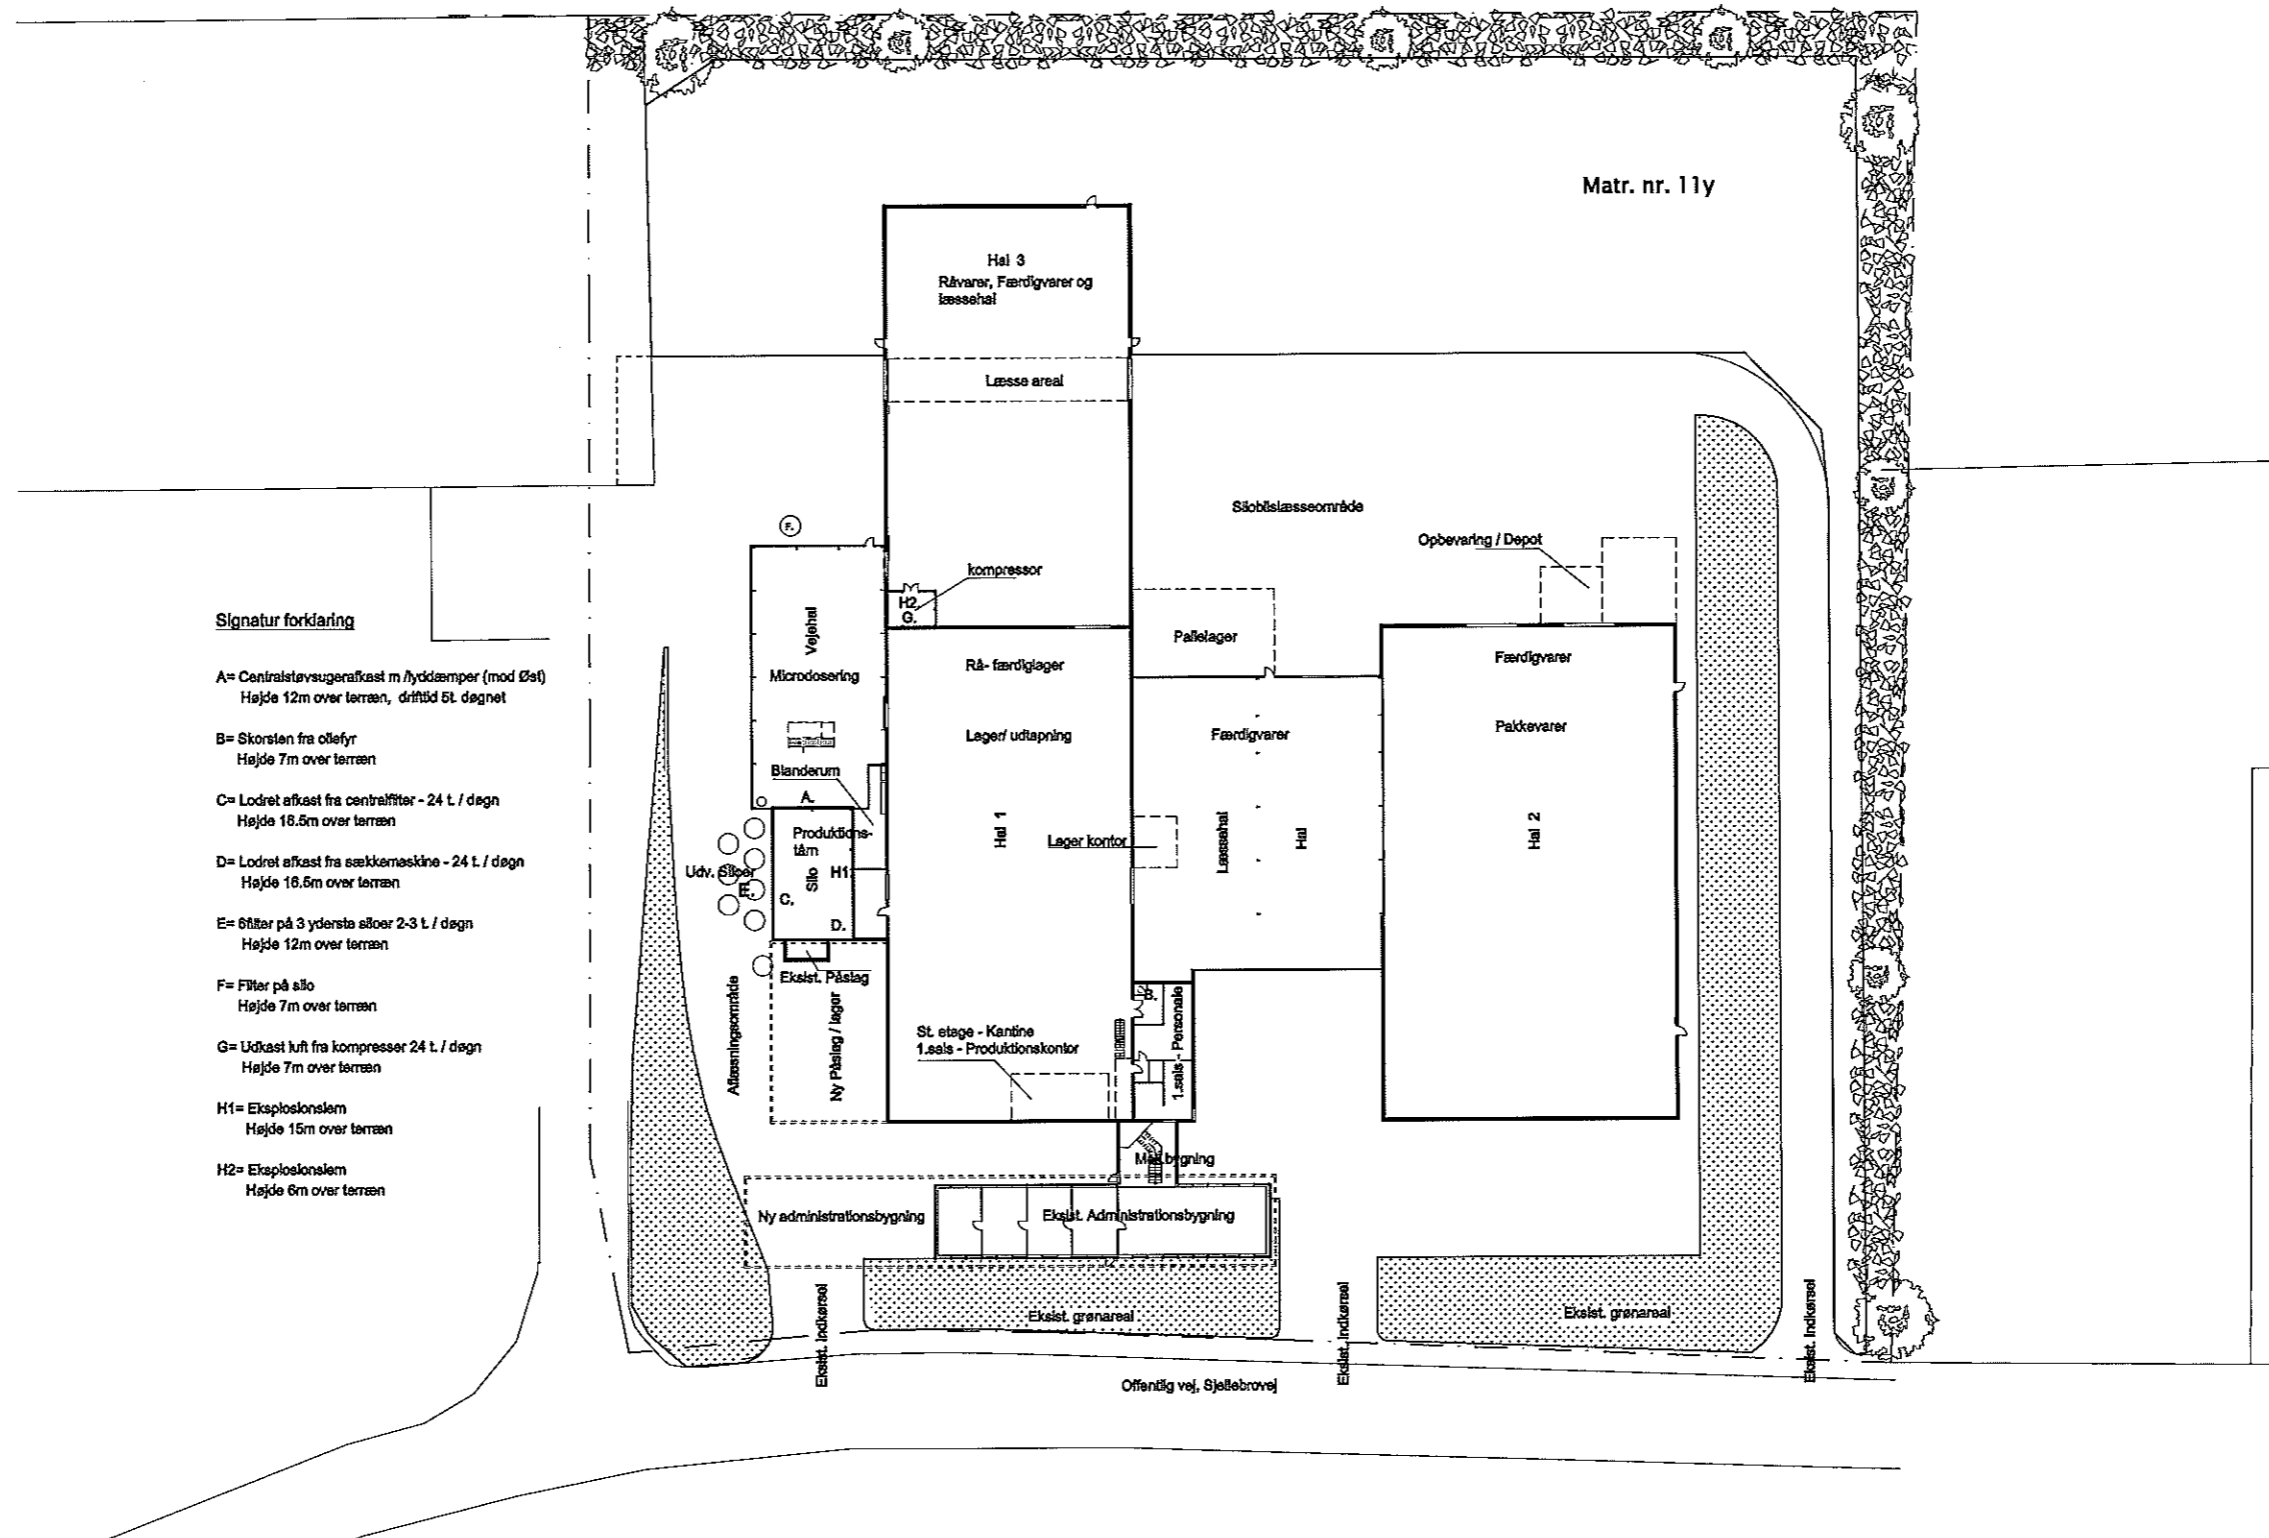 Matr. nr. 11y
Hal 3
Råvarer, Færdigvarer og
læssehal
Læsse areal
Silobilslæsseområde
Opbevaring / Depot
F.
kompressor
H2
G.
Vejehal
Microdosering
Pallelager
Rå- færdiglager
Lager/ udtapning
Færdigvarer
Færdigvarer
Pakkevarer
Blanderum
A.
Produktions-
tårn
Silo
H1
C.
D.
Udv. Siloer
E.
Hal 1
Lager kontor
Læssehal
Hal
Hal 2
Eksist. Påslag
Aflæsningsområde
Ny Påslag / lager
St. etage - Kantine
1.sals - Produktionskontor
B.
1.sals - Personale
Mell.bygning
Ny administrationsbygning
Eksist. Administrationsbygning
Eksist. grønareal
Eksist. grønareal
Eksist. Indkørsel
Eksist. Indkørsel
Eksist. Indkørsel
Offentlig vej, Sjellebrovej
Signatur forklaring
A= Centralstøvsugerafkast m /lyddæmper (mod Øst)
Højde 12m over terræn, driftid 5t. døgnet
B= Skorsten fra oliefyr
Højde 7m over terræn
C= Lodret afkast fra centralfilter - 24 t. / døgn
Højde 18.5m over terræn
D= Lodret afkast fra sækkemaskine - 24 t. / døgn
Højde 16.5m over terræn
E= 6filter på 3 yderste siloer 2-3 t. / døgn
Højde 12m over terræn
F= Filter på silo
Højde 7m over terræn
G= Udkast luft fra kompresser 24 t. / døgn
Højde 7m over terræn
H1= Eksplosionslem
Højde 15m over terræn
H2= Eksplosionslem
Højde 6m over terræn